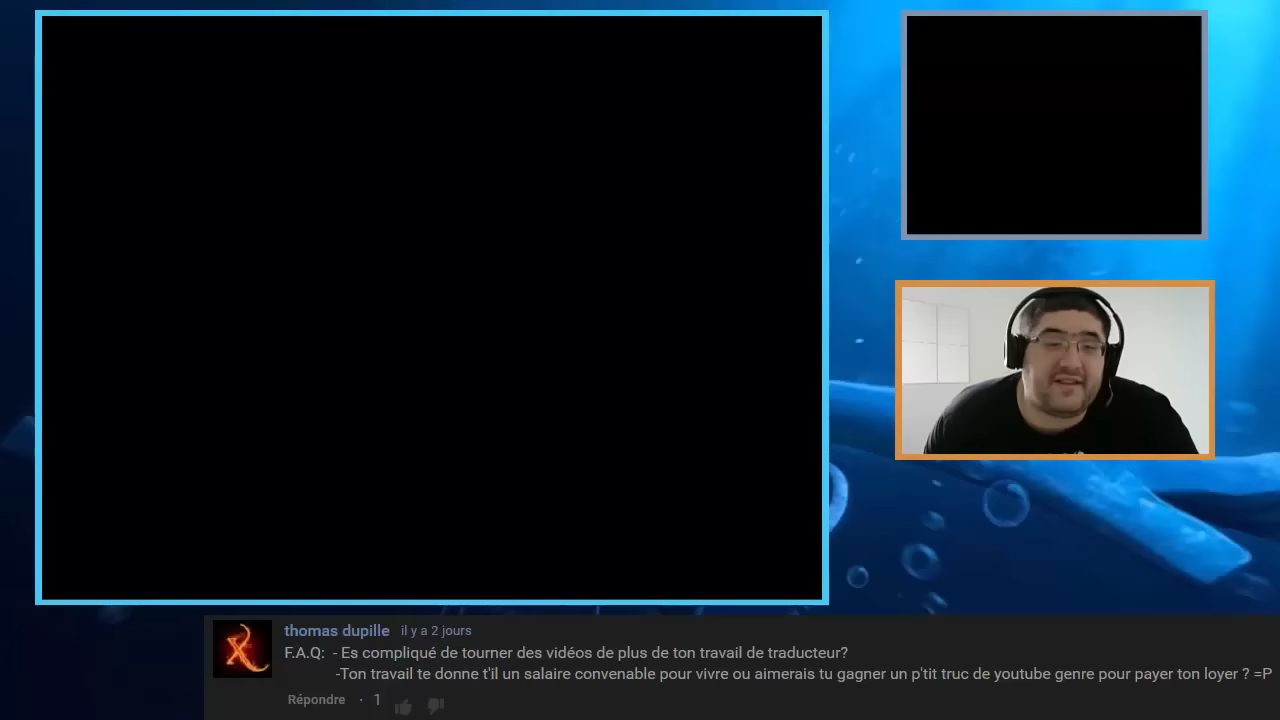 thomas dupille il y a 2 jours
F.A.Q: - Es compliqué de tourner des vidéos de plus de ton travail de traducteur?
-Ton travail te donne t'il un salaire convenable pour vivre ou aimerais tu gagner un p'tit truc de youtube genre pour payer ton loyer ? =P
Répondre · 1